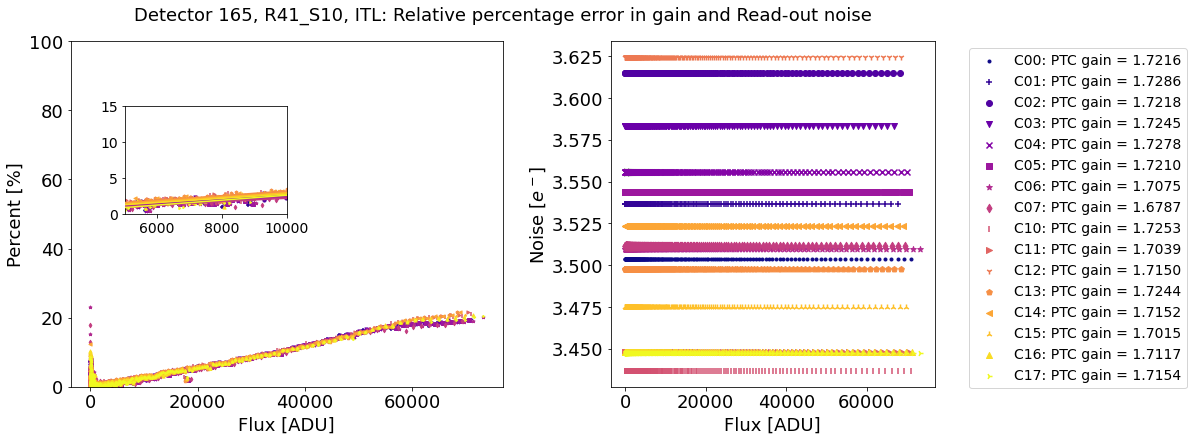 Detector 165, R41_S10, ITL: Relative percentage error in gain and Read-out noise
Percent [%]
100
80
60
40
20
0
15
10
5
0
6000 8000 10000
0 20000 40000 60000
Flux [ADU]
Noise [e⁻]
3.625
3.600
3.575
3.550
3.525
3.500
3.475
3.450
0 20000 40000 60000
Flux [ADU]
C00: PTC gain = 1.7216
C01: PTC gain = 1.7286
C02: PTC gain = 1.7218
C03: PTC gain = 1.7245
C04: PTC gain = 1.7278
C05: PTC gain = 1.7210
C06: PTC gain = 1.7075
C07: PTC gain = 1.6787
C10: PTC gain = 1.7253
C11: PTC gain = 1.7039
C12: PTC gain = 1.7150
C13: PTC gain = 1.7244
C14: PTC gain = 1.7152
C15: PTC gain = 1.7015
C16: PTC gain = 1.7117
C17: PTC gain = 1.7154